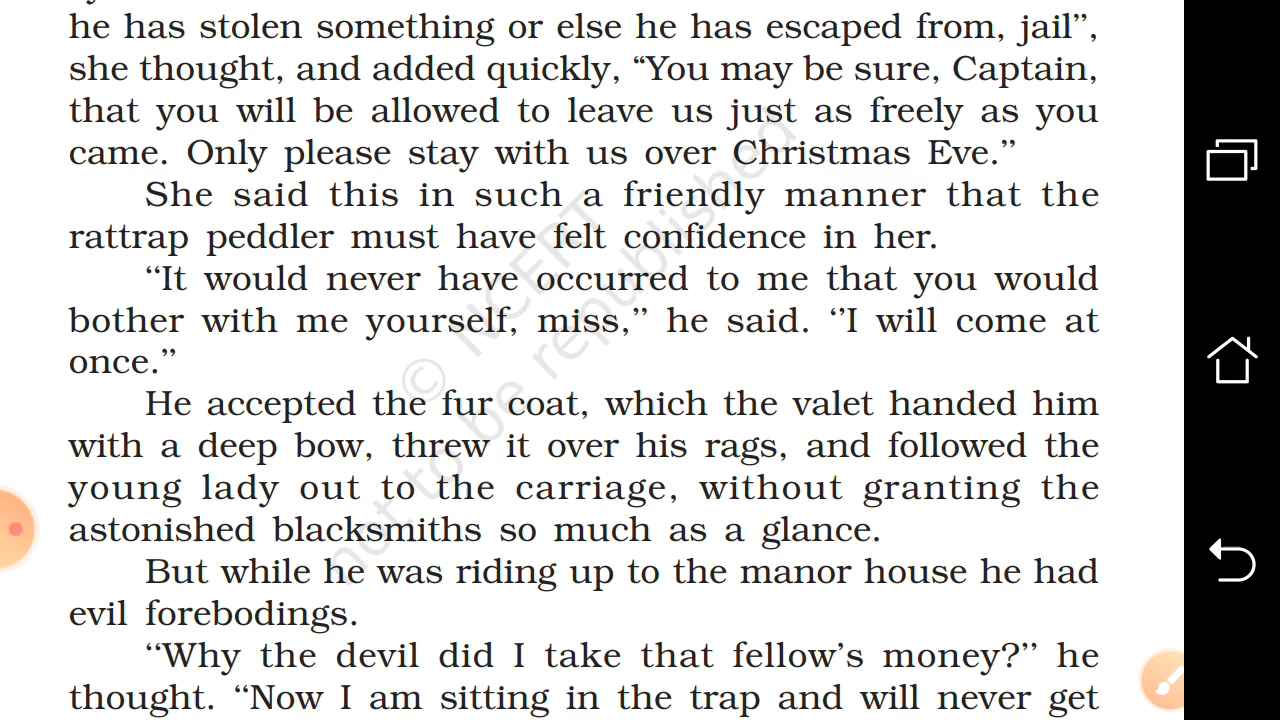 he has stolen something or else he has escaped from, jail”,
she thought, and added quickly, “You may be sure, Captain,
that you will be allowed to leave us just as freely as you
came. Only please stay with us over Christmas Eve.”
She said this in such a friendly manner that the
rattrap peddler must have felt confidence in her.
“It would never have occurred to me that you would
bother with me yourself, miss,” he said. ”I will come at
once.”
He accepted the fur coat, which the valet handed him
with a deep bow, threw it over his rags, and followed the
young lady out to the carriage, without granting the
astonished blacksmiths so much as a glance.
But while he was riding up to the manor house he had
evil forebodings.
“Why the devil did I take that fellow’s money?” he
thought. “Now I am sitting in the trap and will never get
© NCERT
not to be republished